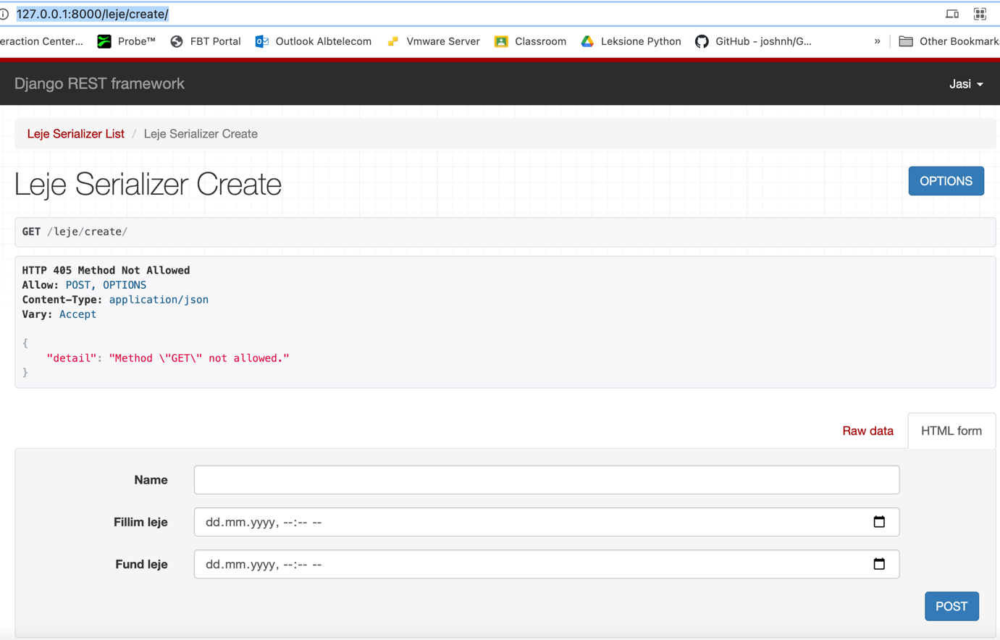 127.0.0.1:8000/leje/create/
eraction Center... Probe™ FBT Portal Outlook Albtelecom Vmware Server Classroom Leksione Python GitHub - joshnh/G... » Other Bookmark
Django REST framework Jasi
Leje Serializer List / Leje Serializer Create
Leje Serializer Create OPTIONS
GET /leje/create/
HTTP 405 Method Not Allowed
Allow: POST, OPTIONS
Content-Type: application/json
Vary: Accept
{
"detail": "Method \"GET\" not allowed."
}
Raw data HTML form
Name
Fillim leje dd.mm.yyyy, --:-- --
Fund leje dd.mm.yyyy, --:-- --
POST